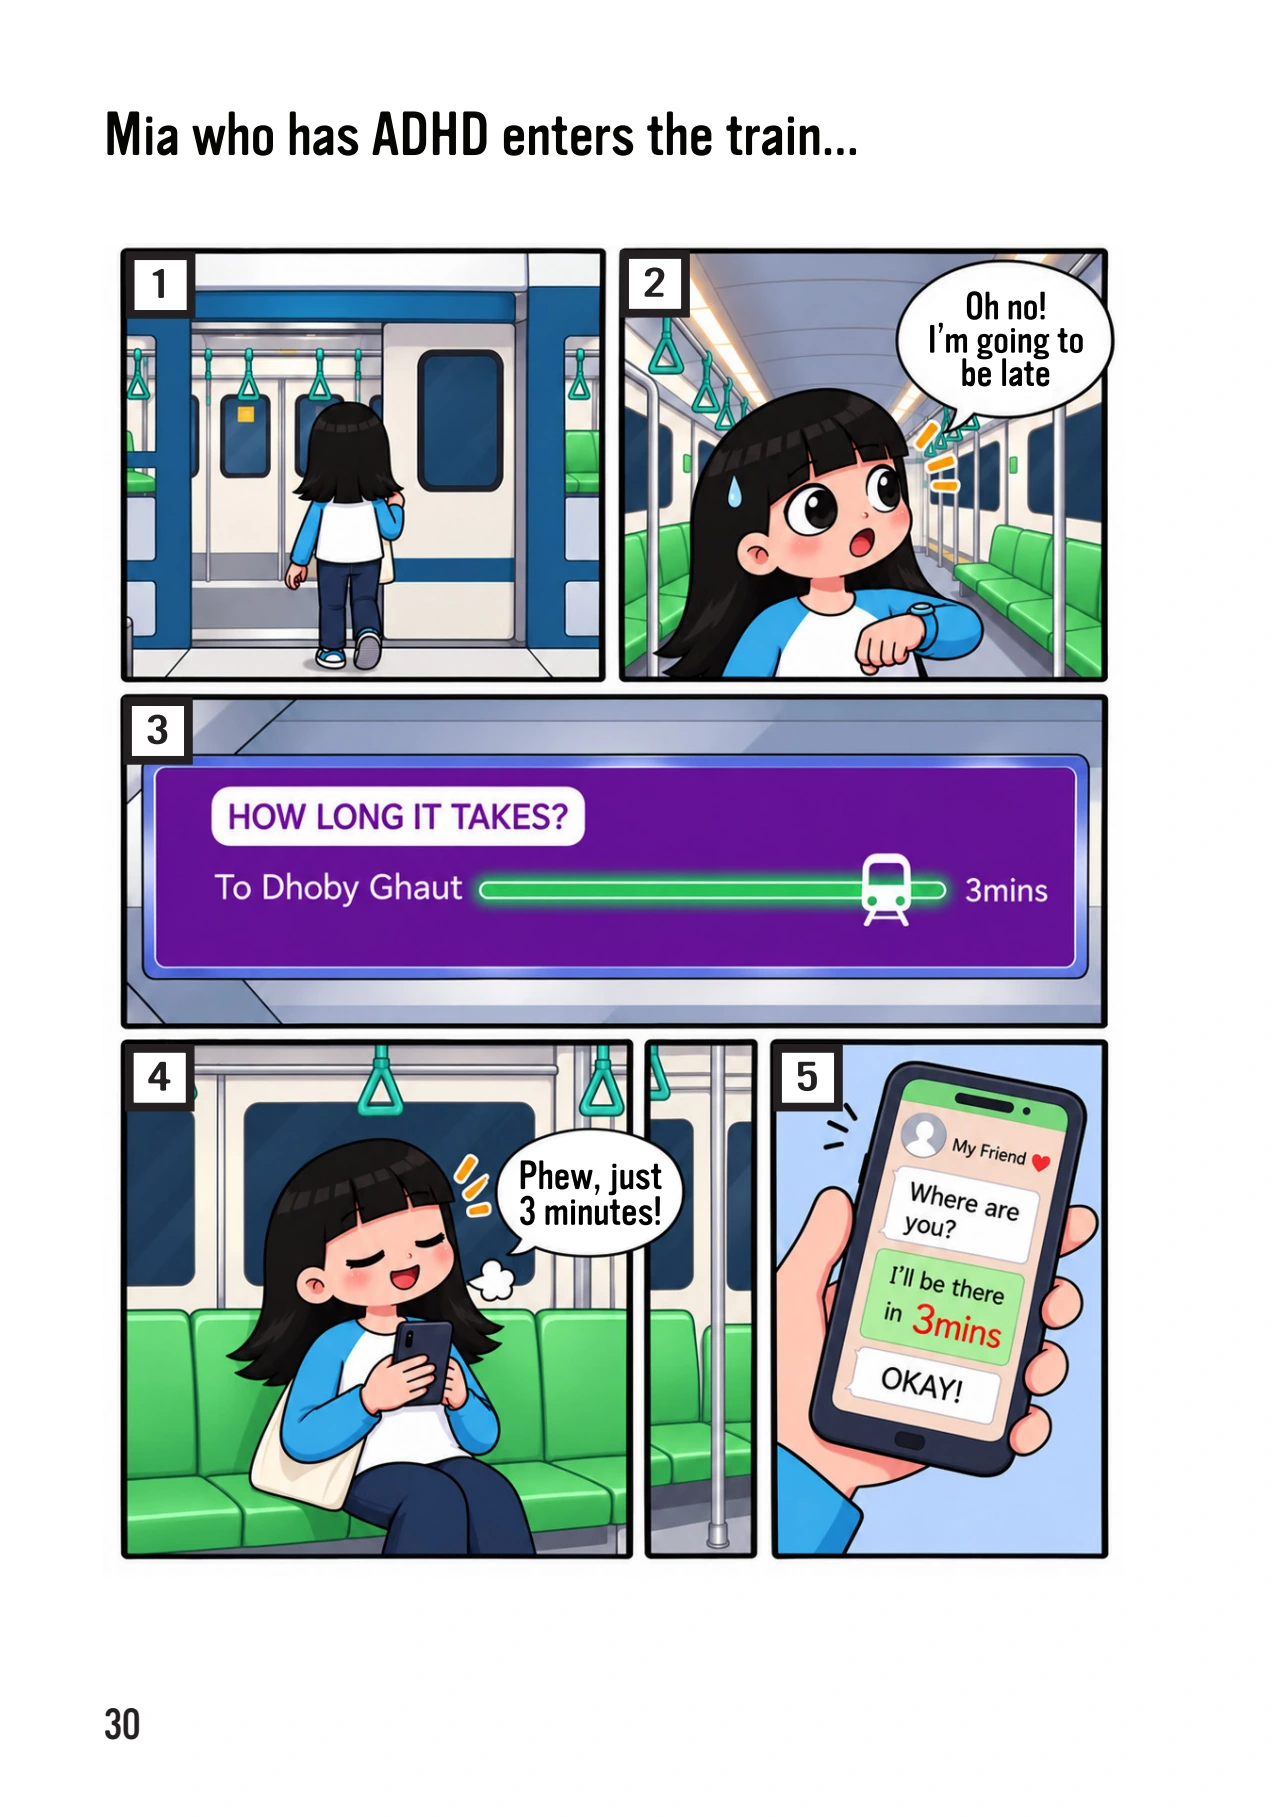 Mia who has ADHD enters the train...
1
2
Oh no!
I'm going to
be late
3
HOW LONG IT TAKES?
To Dhoby Ghaut
3mins
4
Phew, just
3 minutes!
5
My Friend
Where are
you?
I'll be there
in 3mins
OKAY!
30